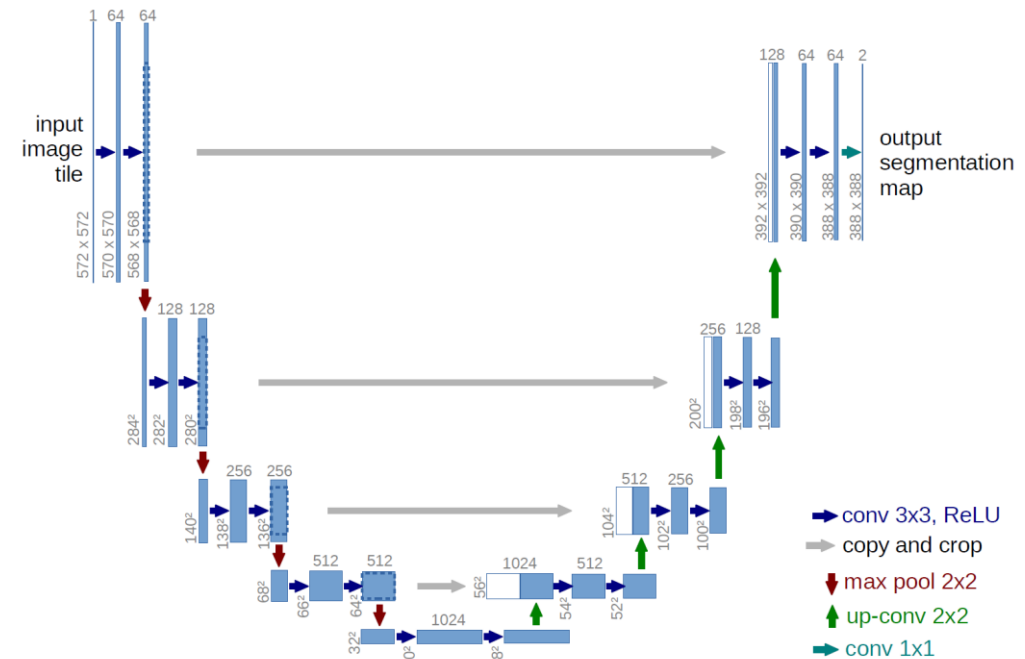 1 64 64
128 64 64 2
input
image
tile
output
segmentation
map
572 x 572
570 x 570
568 x 568
392 x 392
390 x 390
388 x 388
388 x 388
128 128
256 128
284²
282²
280²
200²
198²
196²
256 256
512 256
140²
138²
136²
104²
102²
100²
512 512
1024 512
68²
66²
64²
56²
54²
52²
1024
32²
conv 3x3, ReLU
copy and crop
max pool 2x2
up-conv 2x2
conv 1x1